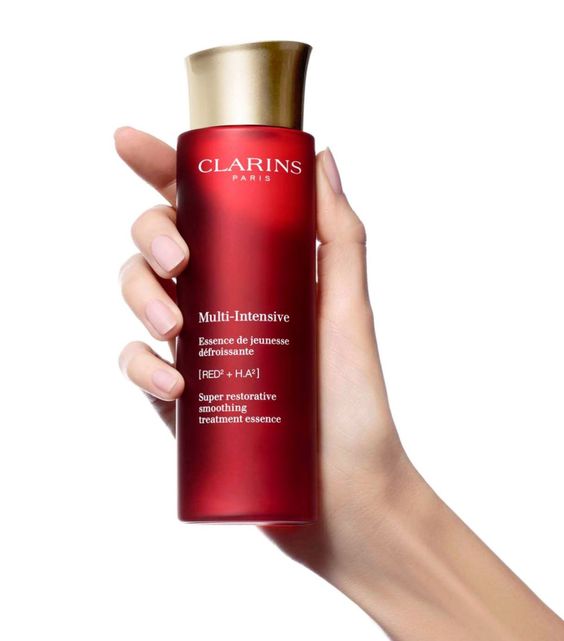 CLARINS
PARIS
Multi-Intensive
Essence de jeunesse
défroissante
[RED² + H.A²]
Super restorative
smoothing
treatment essence